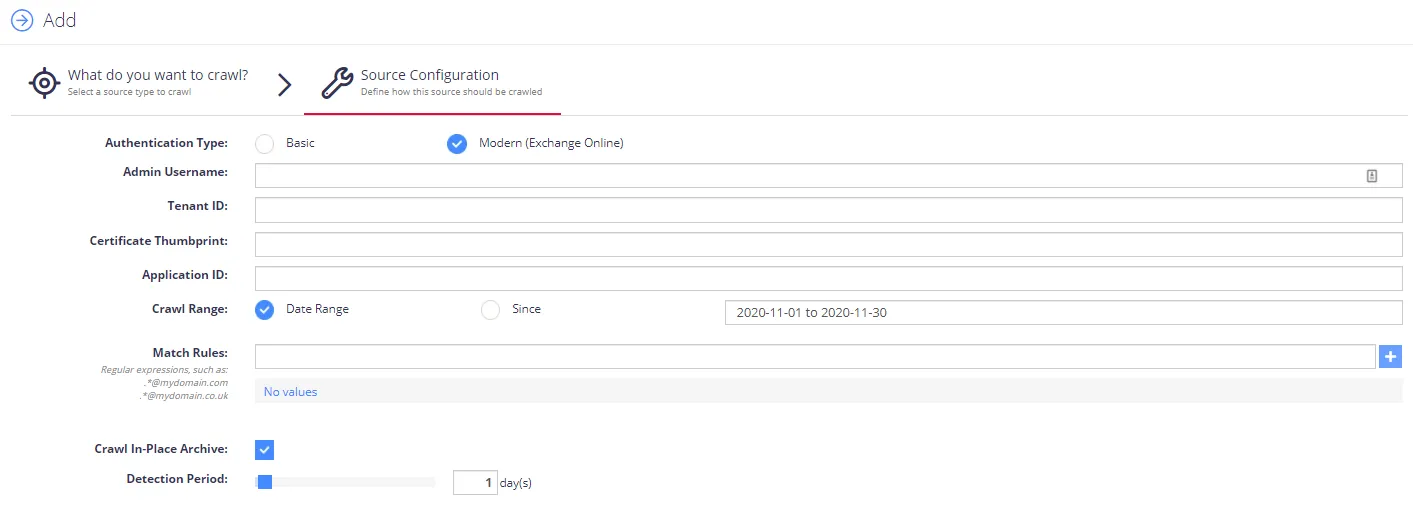 Add
What do you want to crawl?
Select a source type to crawl
Source Configuration
Define how this source should be crawled
Authentication Type: Basic Modern (Exchange Online)
Admin Username:
Tenant ID:
Certificate Thumbprint:
Application ID:
Crawl Range: Date Range Since 2020-11-01 to 2020-11-30
Match Rules:
Regular expressions, such as:
.*@mydomain.com
.*@mydomain.co.uk
No values
Crawl In-Place Archive:
Detection Period: 1 day(s)